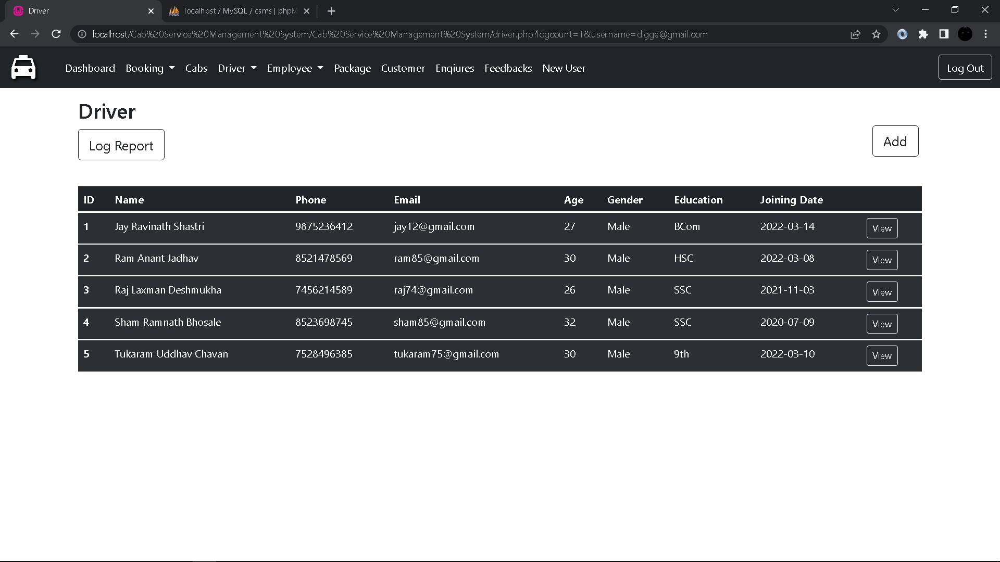 Driver
localhost / MySQL / csms | phpM
localhost/Cab%20Service%20Management%20System/Cab%20Service%20Management%20System/driver.php?logcount=1&username=digge@gmail.com
Dashboard Booking Cabs Driver Employee Package Customer Enqiures Feedbacks New User Log Out
Driver
Log Report Add
ID Name Phone Email Age Gender Education Joining Date
1 Jay Ravinath Shastri 9875236412 jay12@gmail.com 27 Male BCom 2022-03-14 View
2 Ram Anant Jadhav 8521478569 ram85@gmail.com 30 Male HSC 2022-03-08 View
3 Raj Laxman Deshmukha 7456214589 raj74@gmail.com 26 Male SSC 2021-11-03 View
4 Sham Ramnath Bhosale 8523698745 sham85@gmail.com 32 Male SSC 2020-07-09 View
5 Tukaram Uddhav Chavan 7528496385 tukaram75@gmail.com 30 Male 9th 2022-03-10 View